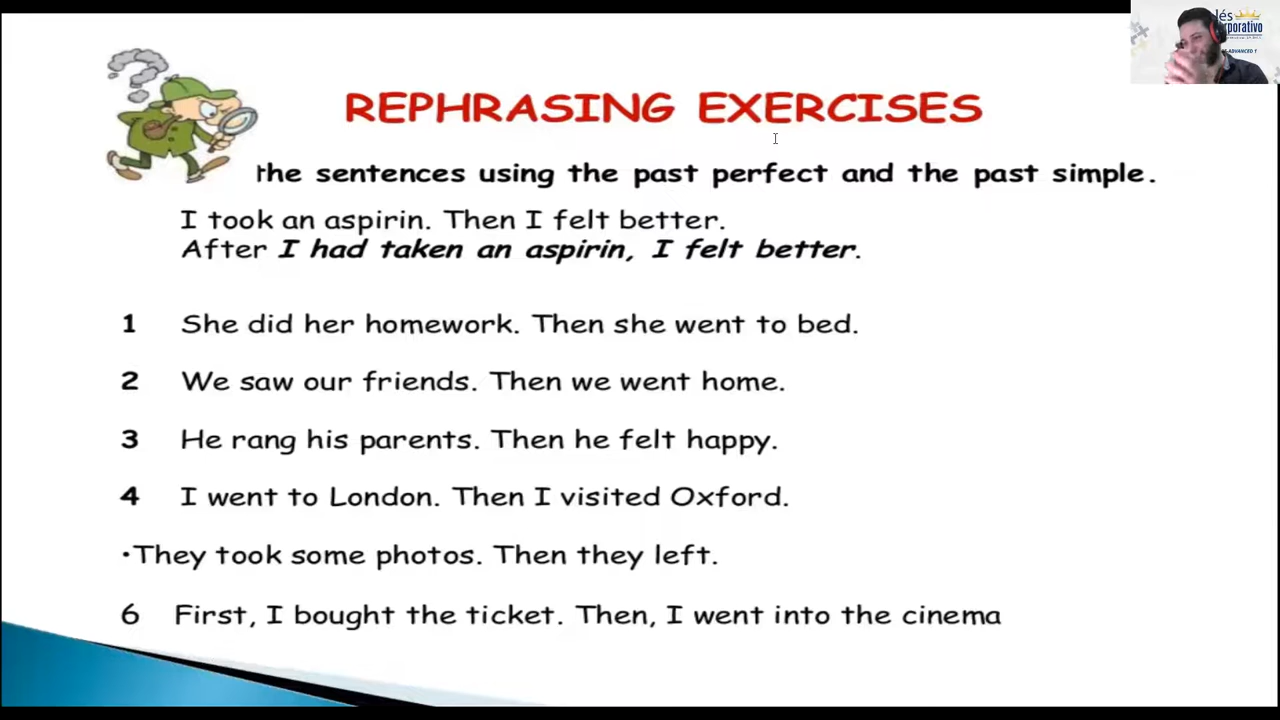 REPHRASING EXERCISES
the sentences using the past perfect and the past simple.
I took an aspirin. Then I felt better.
After I had taken an aspirin, I felt better.
1 She did her homework. Then she went to bed.
2 We saw our friends. Then we went home.
3 He rang his parents. Then he felt happy.
4 I went to London. Then I visited Oxford.
•They took some photos. Then they left.
6 First, I bought the ticket. Then, I went into the cinema